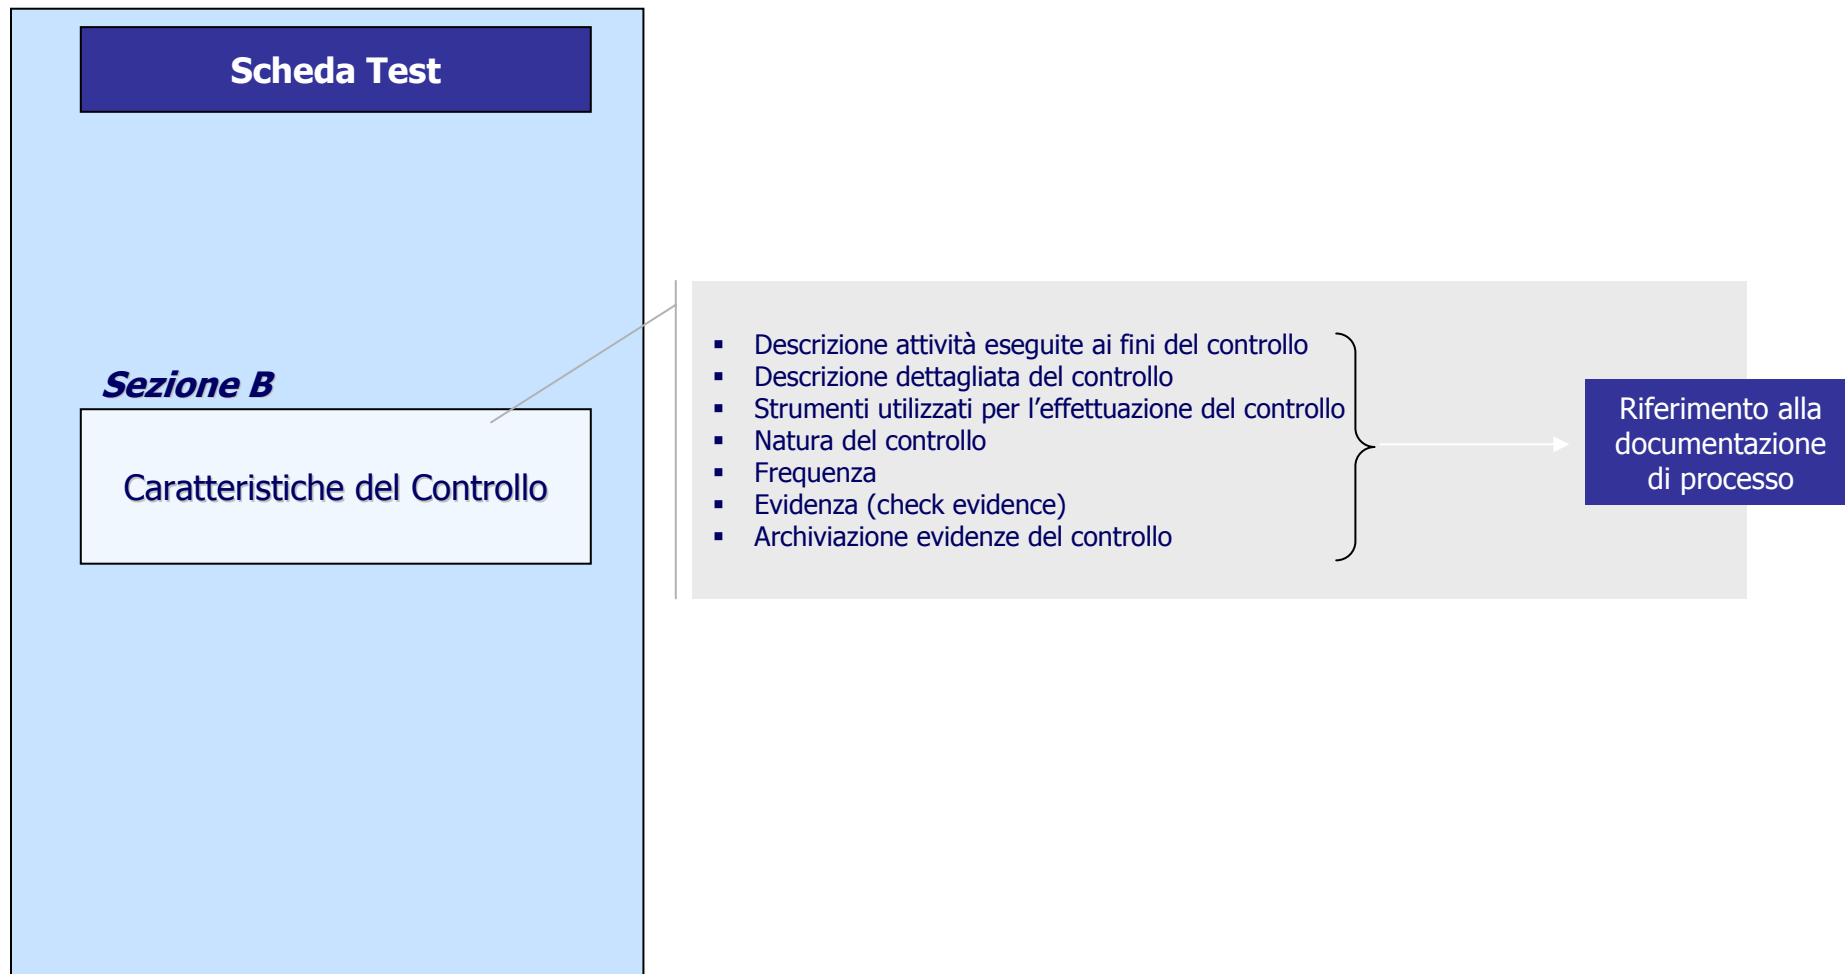 Scheda Test
Sezione B
Caratteristiche del Controllo
▪ Descrizione attività eseguite ai fini del controllo
▪ Descrizione dettagliata del controllo
▪ Strumenti utilizzati per l’effettuazione del controllo
▪ Natura del controllo
▪ Frequenza
▪ Evidenza (check evidence)
▪ Archiviazione evidenze del controllo
Riferimento alla
documentazione
di processo